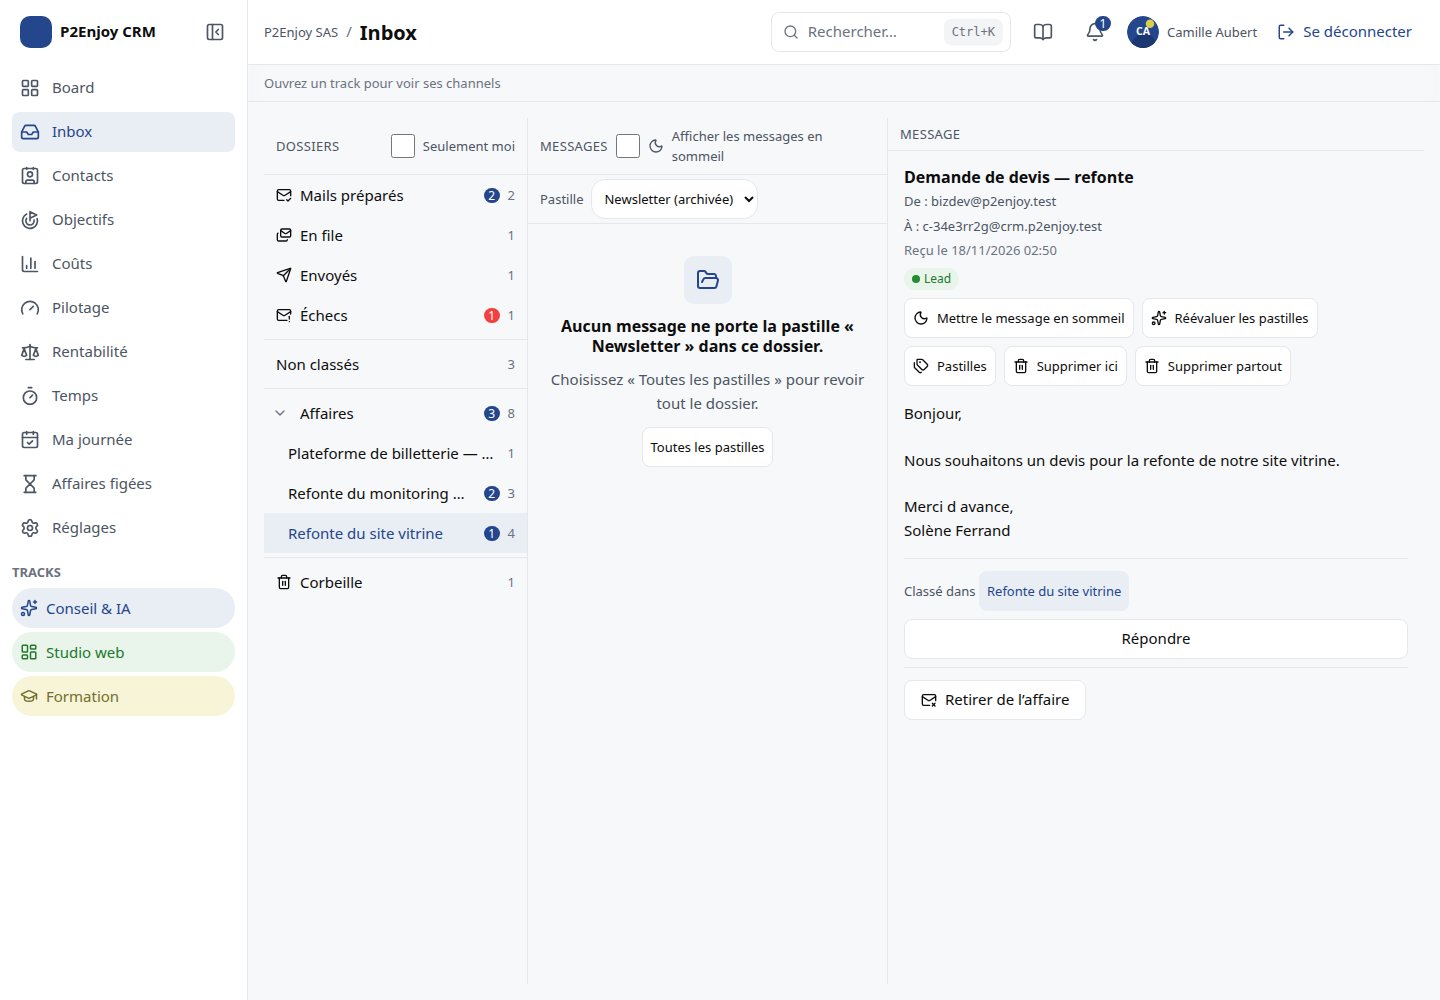 P2Enjoy CRM
Board
Inbox
Contacts
Objectifs
Coûts
Pilotage
Rentabilité
Temps
Ma journée
Affaires figées
Réglages
TRACKS
Conseil & IA
Studio web
Formation
P2Enjoy SAS / Inbox
Rechercher...
Ctrl+K
1
CA
Camille Aubert
Se déconnecter
Ouvrez un track pour voir ses channels
DOSSIERS
Seulement moi
Mails préparés 2 2
En file 1
Envoyés 1
Échecs 1 1
Non classés 3
Affaires 3 8
Plateforme de billetterie — ... 1
Refonte du monitoring ... 2 3
Refonte du site vitrine 1 4
Corbeille 1
MESSAGES
Afficher les messages en
sommeil
Pastille
Newsletter (archivée)
Aucun message ne porte la pastille «
Newsletter » dans ce dossier.
Choisissez « Toutes les pastilles » pour revoir
tout le dossier.
Toutes les pastilles
MESSAGE
Demande de devis — refonte
De : bizdev@p2enjoy.test
À : c-34e3rr2g@crm.p2enjoy.test
Reçu le 18/11/2026 02:50
Lead
Mettre le message en sommeil
Réévaluer les pastilles
Pastilles
Supprimer ici
Supprimer partout
Bonjour,
Nous souhaitons un devis pour la refonte de notre site vitrine.
Merci d avance,
Solène Ferrand
Classé dans
Refonte du site vitrine
Répondre
Retirer de l’affaire